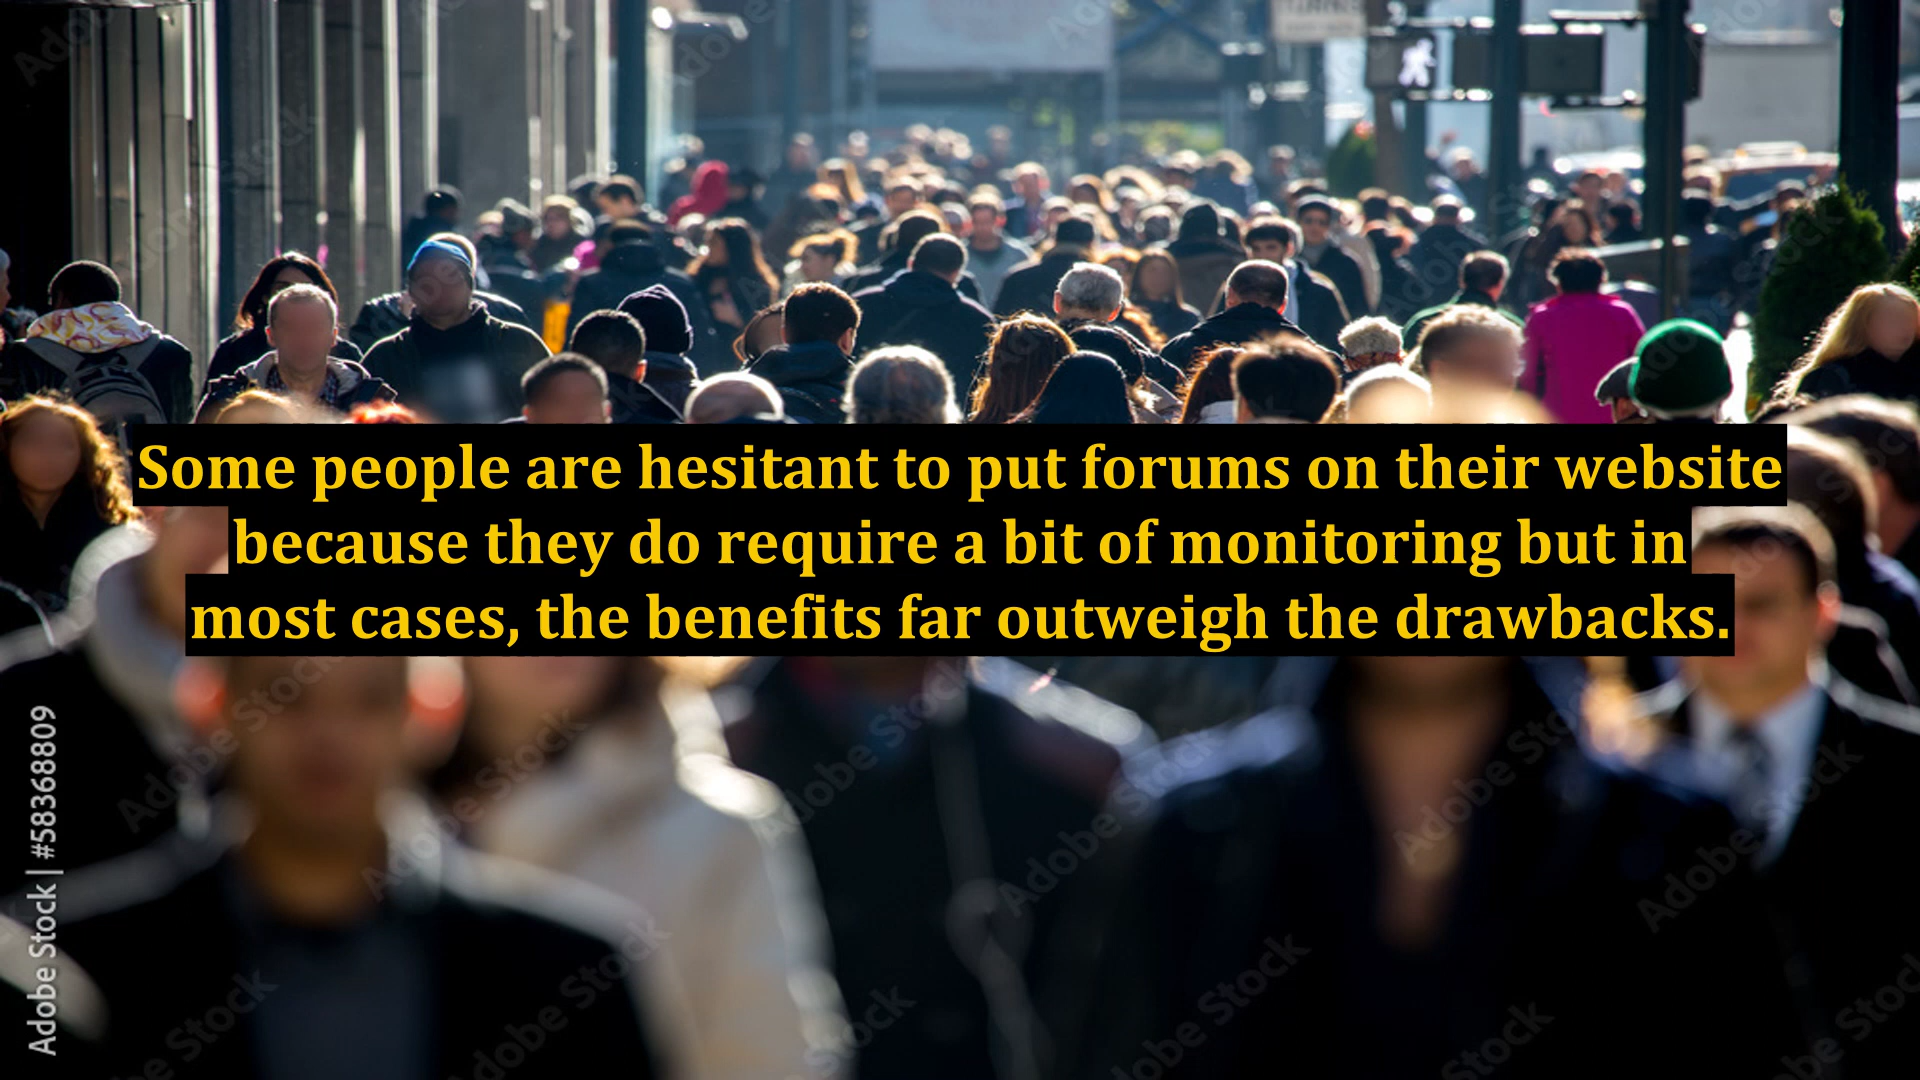 Some people are hesitant to put forums on their website
because they do require a bit of monitoring but in
most cases, the benefits far outweigh the drawbacks.
Adobe Stock | #58368809